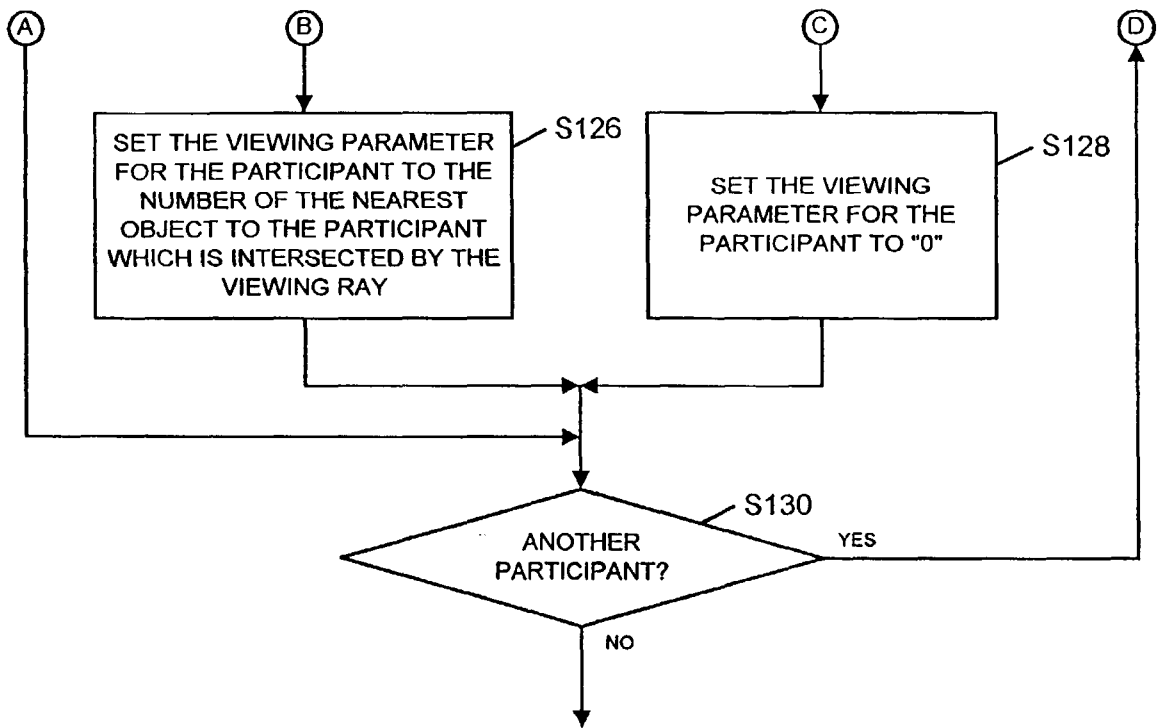 A
B
C
D
SET THE VIEWING PARAMETER
FOR THE PARTICIPANT TO THE
NUMBER OF THE NEAREST
OBJECT TO THE PARTICIPANT
WHICH IS INTERSECTED BY THE
VIEWING RAY
S126
SET THE VIEWING
PARAMETER FOR THE
PARTICIPANT TO "0"
S128
ANOTHER
PARTICIPANT?
S130
YES
NO